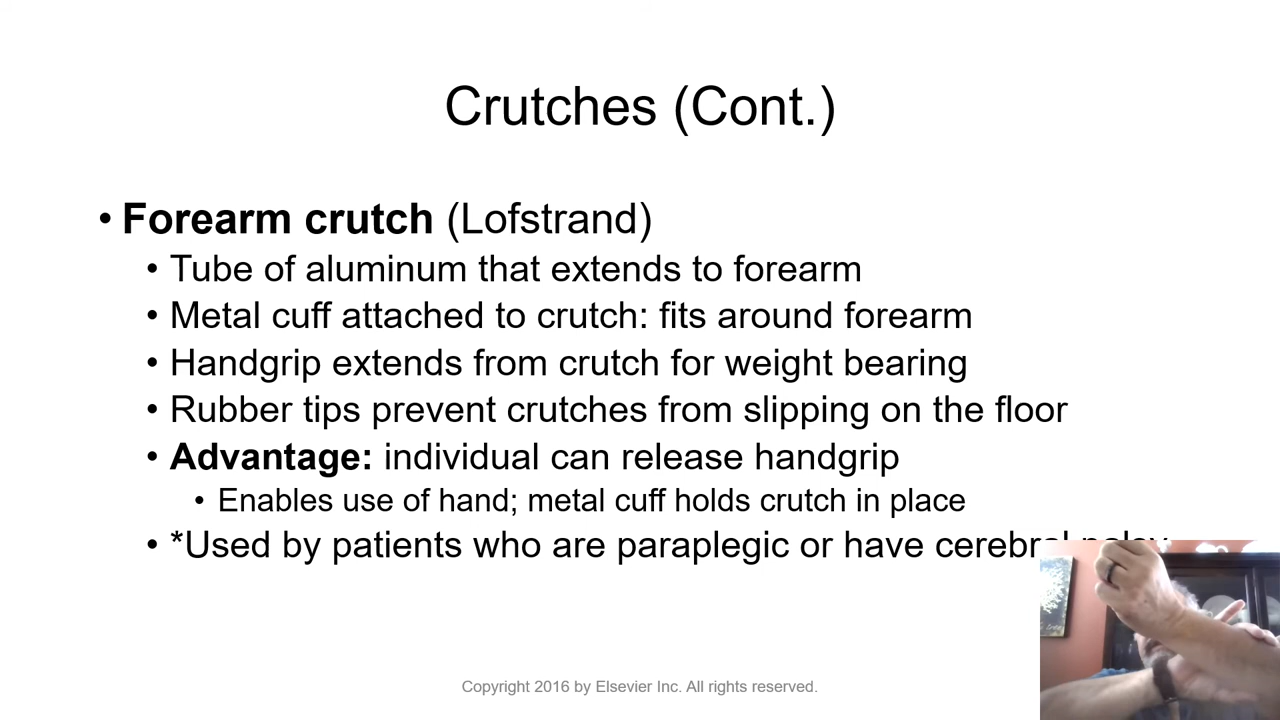 Crutches (Cont.)
• Forearm crutch (Lofstrand)
• Tube of aluminum that extends to forearm
• Metal cuff attached to crutch: fits around forearm
• Handgrip extends from crutch for weight bearing
• Rubber tips prevent crutches from slipping on the floor
• Advantage: individual can release handgrip
• Enables use of hand; metal cuff holds crutch in place
• *Used by patients who are paraplegic or have cerebral palsy
Copyright 2016 by Elsevier Inc. All rights reserved.